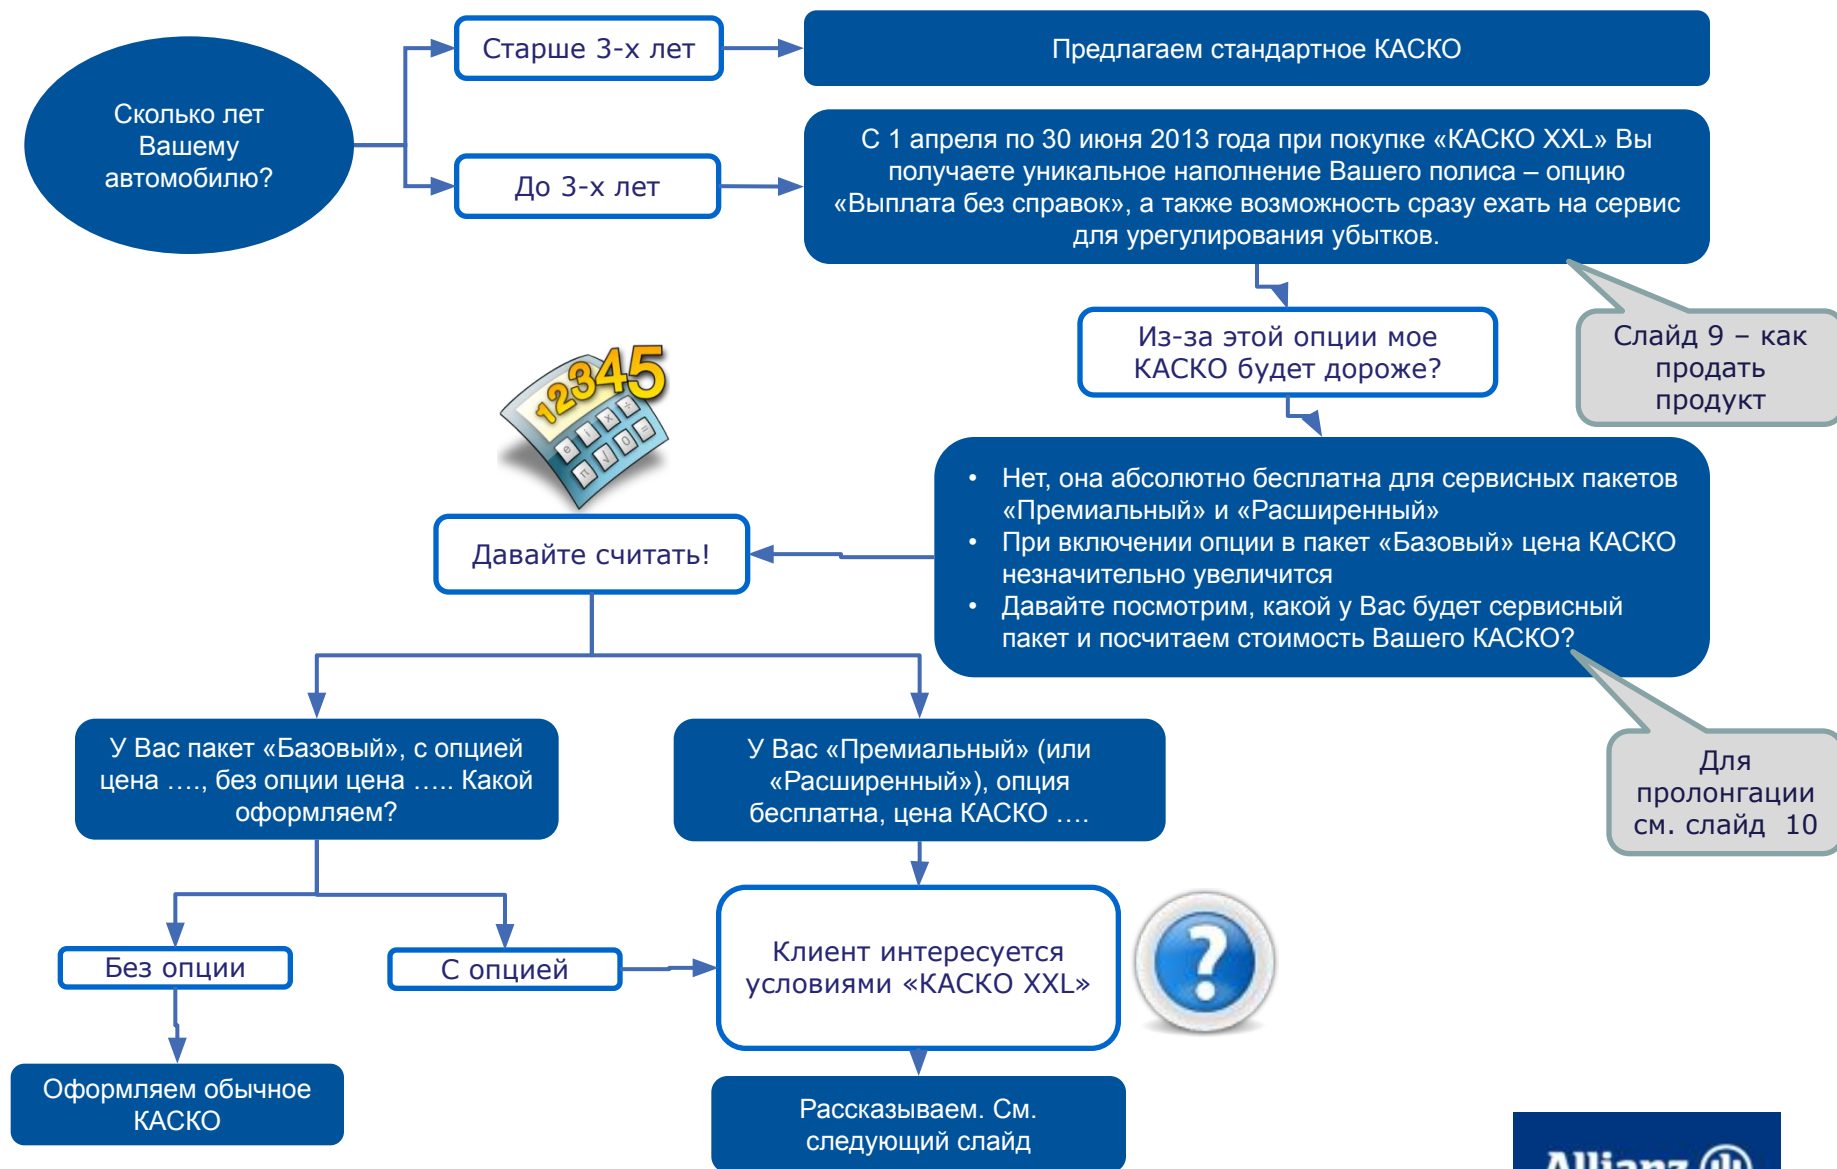 Сколько лет
Вашему
автомобилю?
Старше 3-х лет
Предлагаем стандартное КАСКО
До 3-х лет
С 1 апреля по 30 июня 2013 года при покупке «КАСКО XXL» Вы
получаете уникальное наполнение Вашего полиса – опцию
«Выплата без справок», а также возможность сразу ехать на сервис
для урегулирования убытков.
Слайд 9 – как
продать
продукт
Из-за этой опции мое
КАСКО будет дороже?
• Нет, она абсолютно бесплатна для сервисных пакетов
«Премиальный» и «Расширенный»
• При включении опции в пакет «Базовый» цена КАСКО
незначительно увеличится
• Давайте посмотрим, какой у Вас будет сервисный
пакет и посчитаем стоимость Вашего КАСКО?
Для
пролонгации
см. слайд 10
12345
Давайте считать!
У Вас пакет «Базовый», с опцией
цена …., без опции цена ….. Какой
оформляем?
У Вас «Премиальный» (или
«Расширенный»), опция
бесплатна, цена КАСКО ….
Без опции
С опцией
Клиент интересуется
условиями «КАСКО XXL»
?
Оформляем обычное
КАСКО
Рассказываем. См.
следующий слайд
Allianz